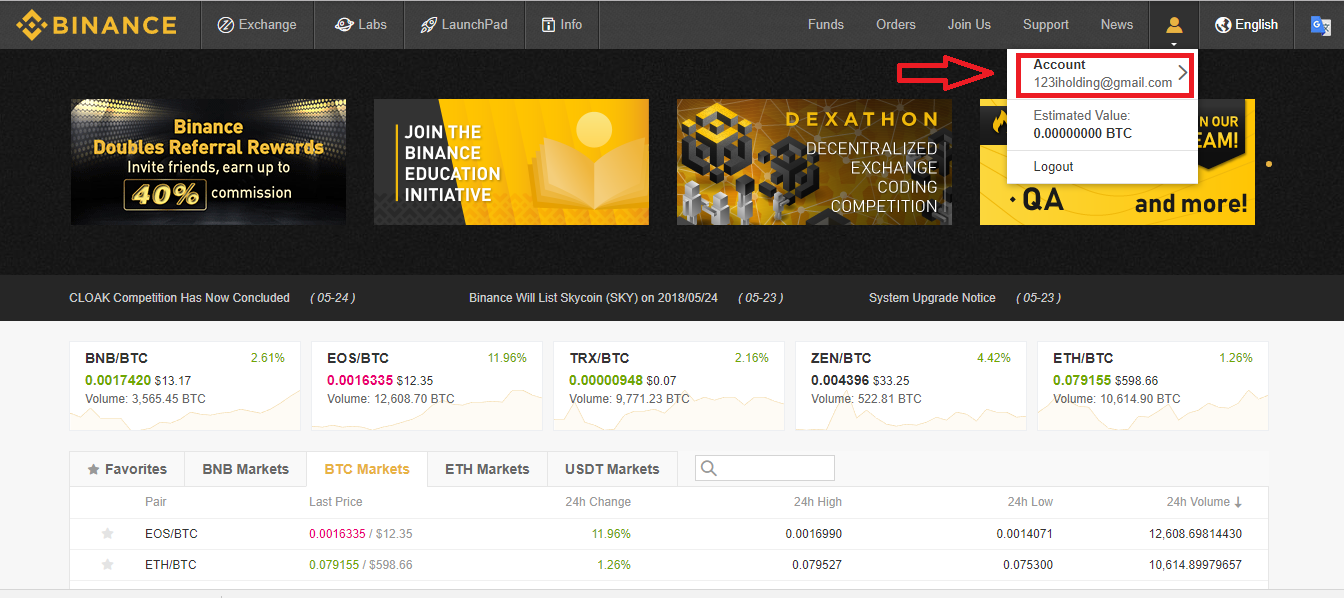 BINANCE
Exchange
Labs
LaunchPad
Info
Funds
Orders
Join Us
Support
News
English
Account
123iholding@gmail.com
Estimated Value:
0.00000000 BTC
Logout
Binance
Doubles Referral Rewards
Invite friends, earn up to
40% commission
JOIN THE
BINANCE
EDUCATION
INITIATIVE
DEXATHON
DECENTRALIZED
EXCHANGE
CODING
COMPETITION
N OUR
EAM!
· QA
and more!
CLOAK Competition Has Now Concluded ( 05-24 )
Binance Will List Skycoin (SKY) on 2018/05/24 ( 05-23 )
System Upgrade Notice ( 05-23 )
BNB/BTC 2.61%
0.0017420 $13.17
Volume: 3,565.45 BTC
EOS/BTC 11.96%
0.0016335 $12.35
Volume: 12,608.70 BTC
TRX/BTC 2.16%
0.00000948 $0.07
Volume: 9,771.23 BTC
ZEN/BTC 4.42%
0.004396 $33.25
Volume: 522.81 BTC
ETH/BTC 1.26%
0.079155 $598.66
Volume: 10,614.90 BTC
Favorites BNB Markets BTC Markets ETH Markets USDT Markets
Pair Last Price 24h Change 24h High 24h Low 24h Volume
EOS/BTC 0.0016335 / $12.35 11.96% 0.0016990 0.0014071 12,608.69814430
ETH/BTC 0.079155 / $598.66 1.26% 0.079527 0.075300 10,614.89979657